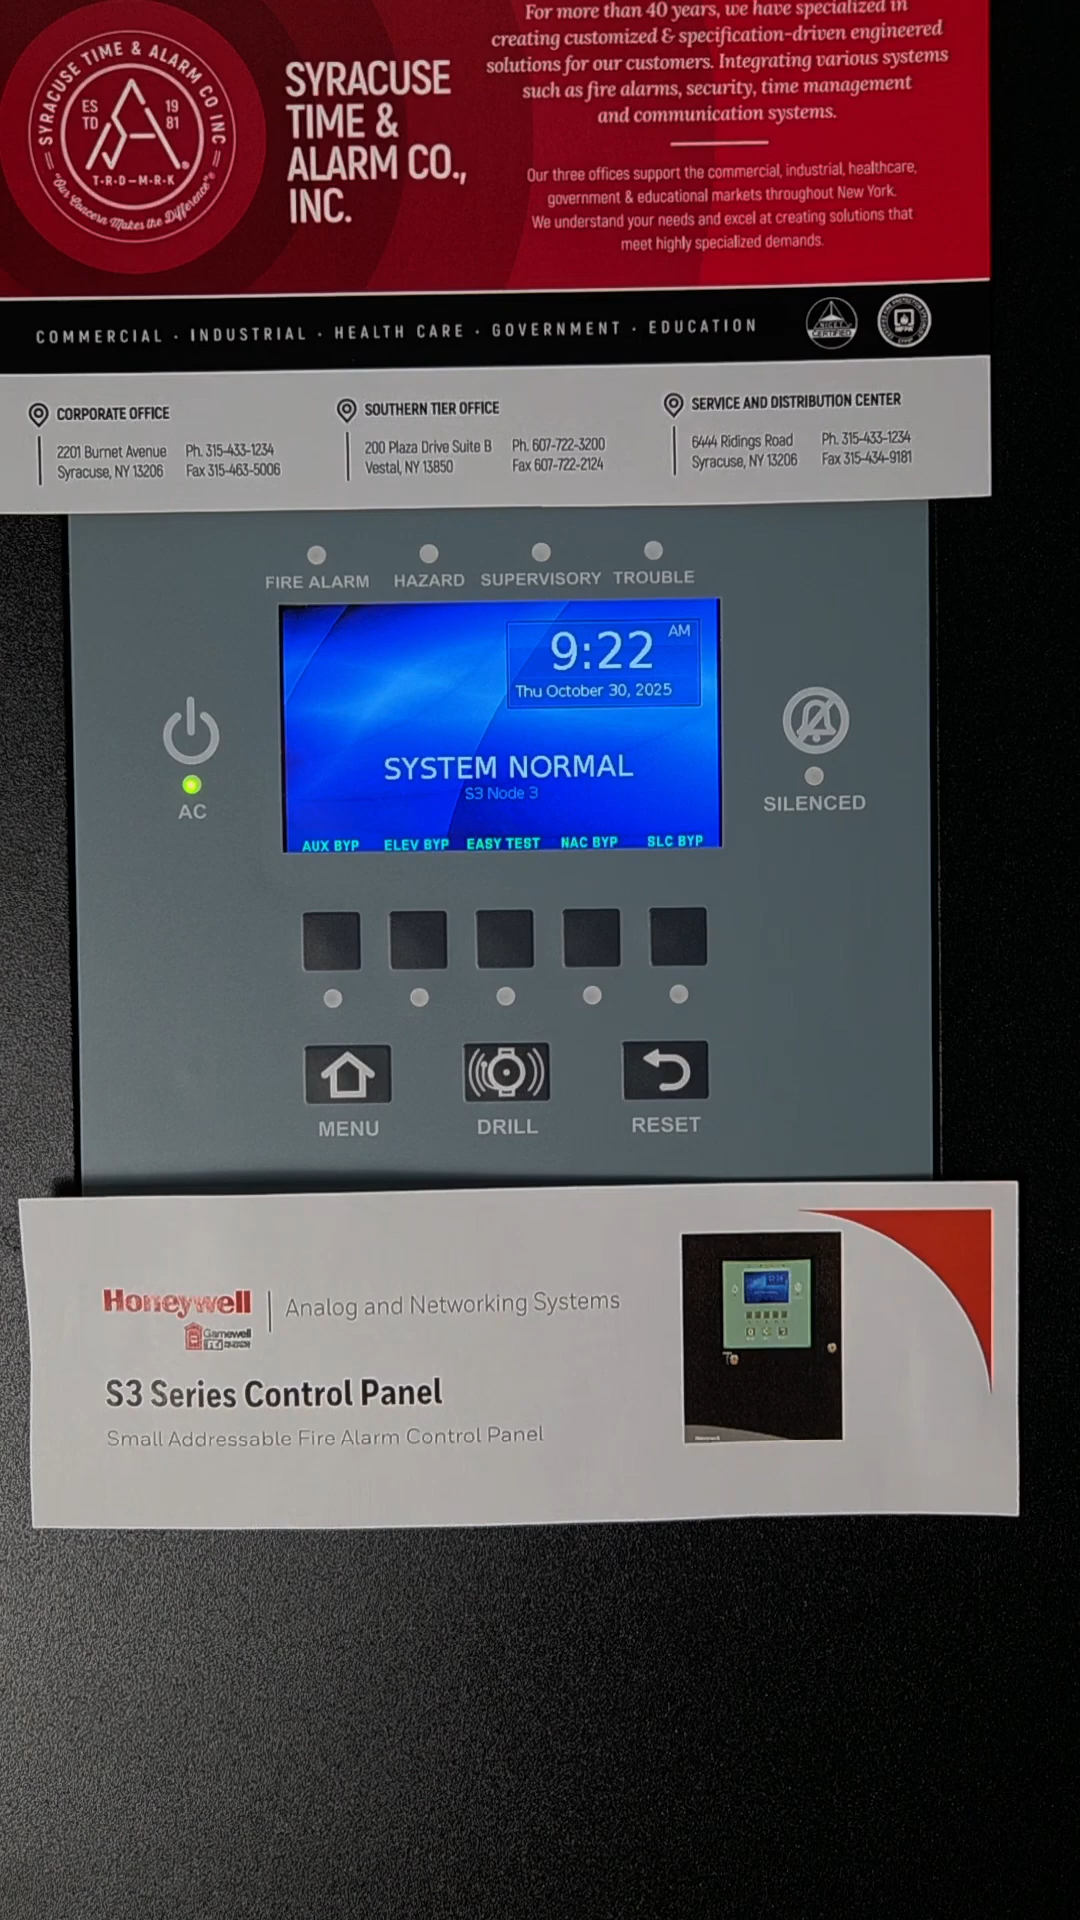 SYRACUSE TIME & ALARM CO INC
ES TD
19 81
T·R·D–M·R·K
"Our Concern Makes the Difference"
SYRACUSE
TIME &
ALARM CO.,
INC.
For more than 40 years, we have specialized in
creating customized & specification-driven engineered
solutions for our customers. Integrating various systems
such as fire alarms, security, time management
and communication systems.
Our three offices support the commercial, industrial, healthcare,
government & educational markets throughout New York.
We understand your needs and excel at creating solutions that
meet highly specialized demands.
COMMERCIAL · INDUSTRIAL · HEALTH CARE · GOVERNMENT · EDUCATION
NICET
CERTIFIED
CORPORATE OFFICE
2201 Burnet Avenue Ph. 315-433-1234
Syracuse, NY 13206 Fax 315-463-5006
SOUTHERN TIER OFFICE
200 Plaza Drive Suite B Ph. 607-722-3200
Vestal, NY 13850 Fax 607-722-2124
SERVICE AND DISTRIBUTION CENTER
6444 Ridings Road Ph. 315-433-1234
Syracuse, NY 13206 Fax 315-434-9181
FIRE ALARM HAZARD SUPERVISORY TROUBLE
9:22 AM
Thu October 30, 2025
SYSTEM NORMAL
S3 Node 3
AUX BYP ELEV BYP EASY TEST NAC BYP SLC BYP
AC
SILENCED
MENU DRILL RESET
Honeywell
Gamewell
Analog and Networking Systems
S3 Series Control Panel
Small Addressable Fire Alarm Control Panel